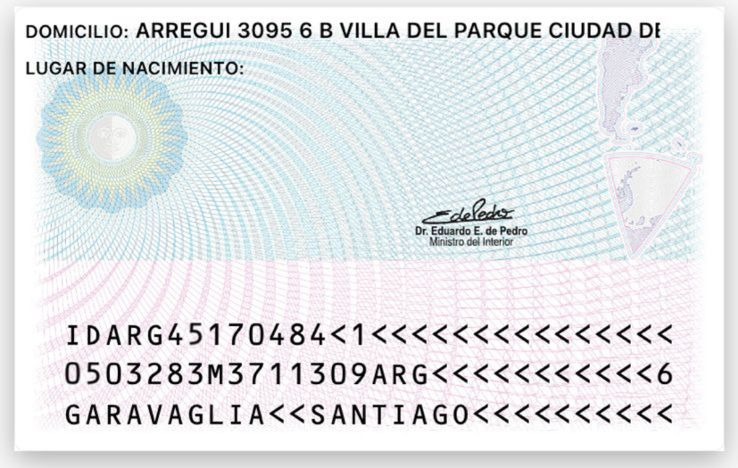 DOMICILIO: ARREGUI 3095 6 B VILLA DEL PARQUE CIUDAD DE
LUGAR DE NACIMIENTO:
Dr. Eduardo E. de Pedro
Ministro del Interior
IDARG45170484<1<<<<<<<<<<<<<<<
0503283M3711309ARG<<<<<<<<<<<6
GARAVAGLIA<<SANTIAGO<<<<<<<<<<